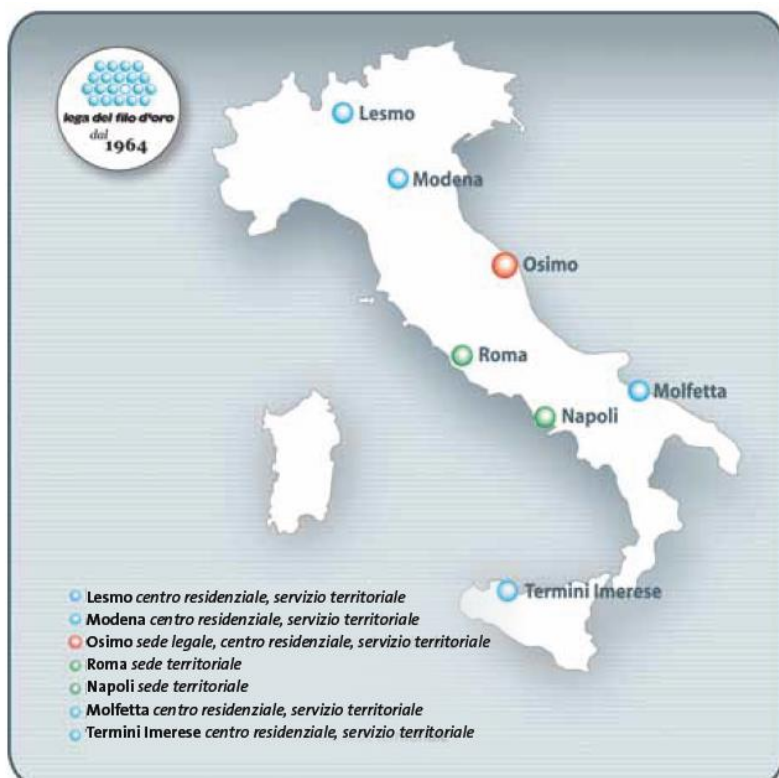 lega del filo d'oro
dal
1964
Lesmo
Modena
Osimo
Roma
Molfetta
Napoli
Termini Imerese
Lesmo centro residenziale, servizio territoriale
Modena centro residenziale, servizio territoriale
Osimo sede legale, centro residenziale, servizio territoriale
Roma sede territoriale
Napoli sede territoriale
Molfetta centro residenziale, servizio territoriale
Termini Imerese centro residenziale, servizio territoriale